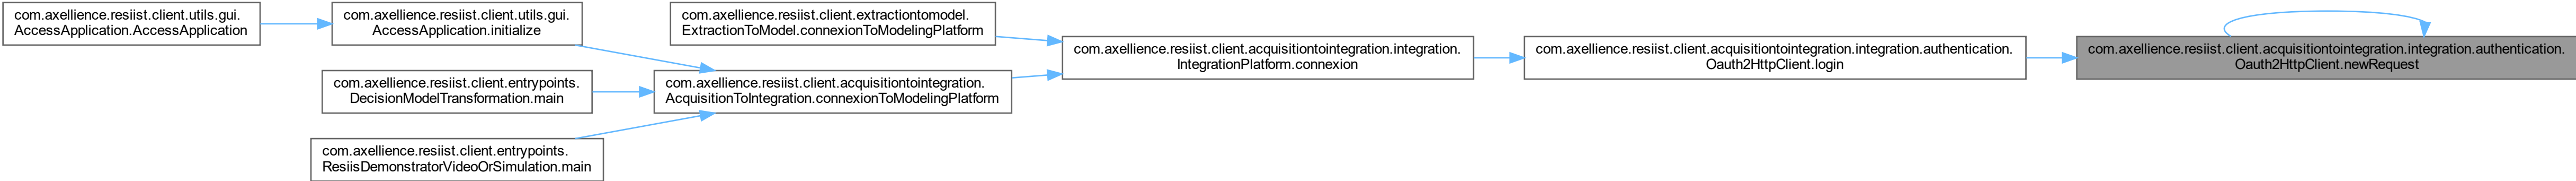 com.axellience.resiist.client.utils.gui.
AccessApplication.AccessApplication
com.axellience.resiist.client.utils.gui.
AccessApplication.initialize
com.axellience.resiist.client.extractiontomodel.
ExtractionToModel.connexionToModelingPlatform
com.axellience.resiist.client.entrypoints.
DecisionModelTransformation.main
com.axellience.resiist.client.acquisitiontointegration.
AcquisitionToIntegration.connexionToModelingPlatform
com.axellience.resiist.client.entrypoints.
ResiisDemonstratorVideoOrSimulation.main
com.axellience.resiist.client.acquisitiontointegration.integration.
IntegrationPlatform.connexion
com.axellience.resiist.client.acquisitiontointegration.integration.authentication.
Oauth2HttpClient.login
com.axellience.resiist.client.acquisitiontointegration.integration.authentication.
Oauth2HttpClient.newRequest